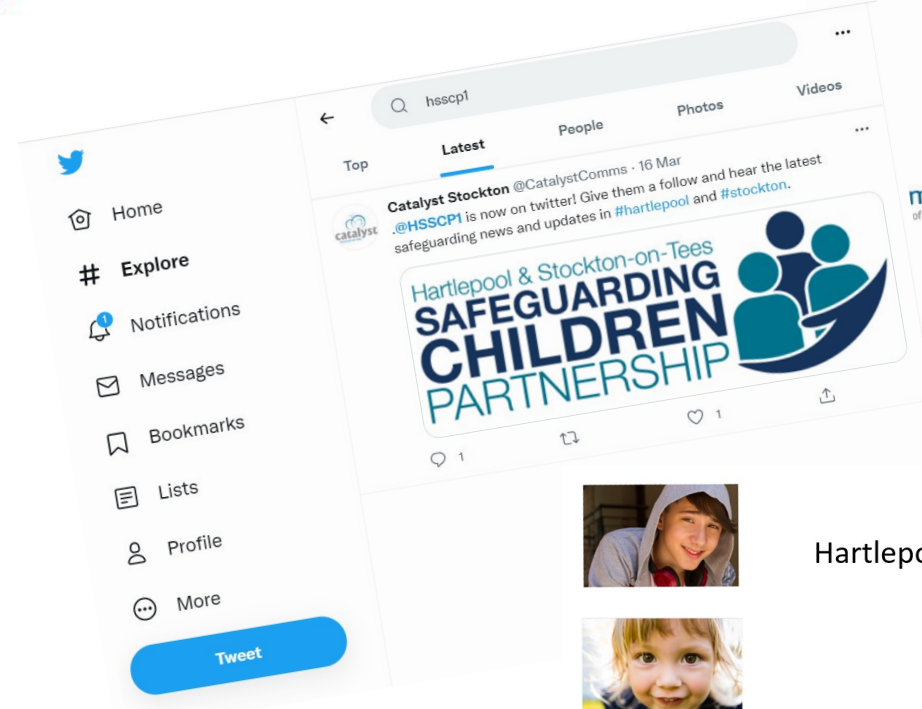 hsscp1
Top
Latest
People
Photos
Videos
Home
Explore
1
Notifications
Messages
Bookmarks
Lists
Profile
More
Tweet
catalyst
Catalyst Stockton @CatalystComms · 16 Mar
.@HSSCP1 is now on twitter! Give them a follow and hear the latest
safeguarding news and updates in #hartlepool and #stockton.
Hartlepool & Stockton-on-Tees
SAFEGUARDING
CHILDREN
PARTNERSHIP
1
1
of
Hartlepo